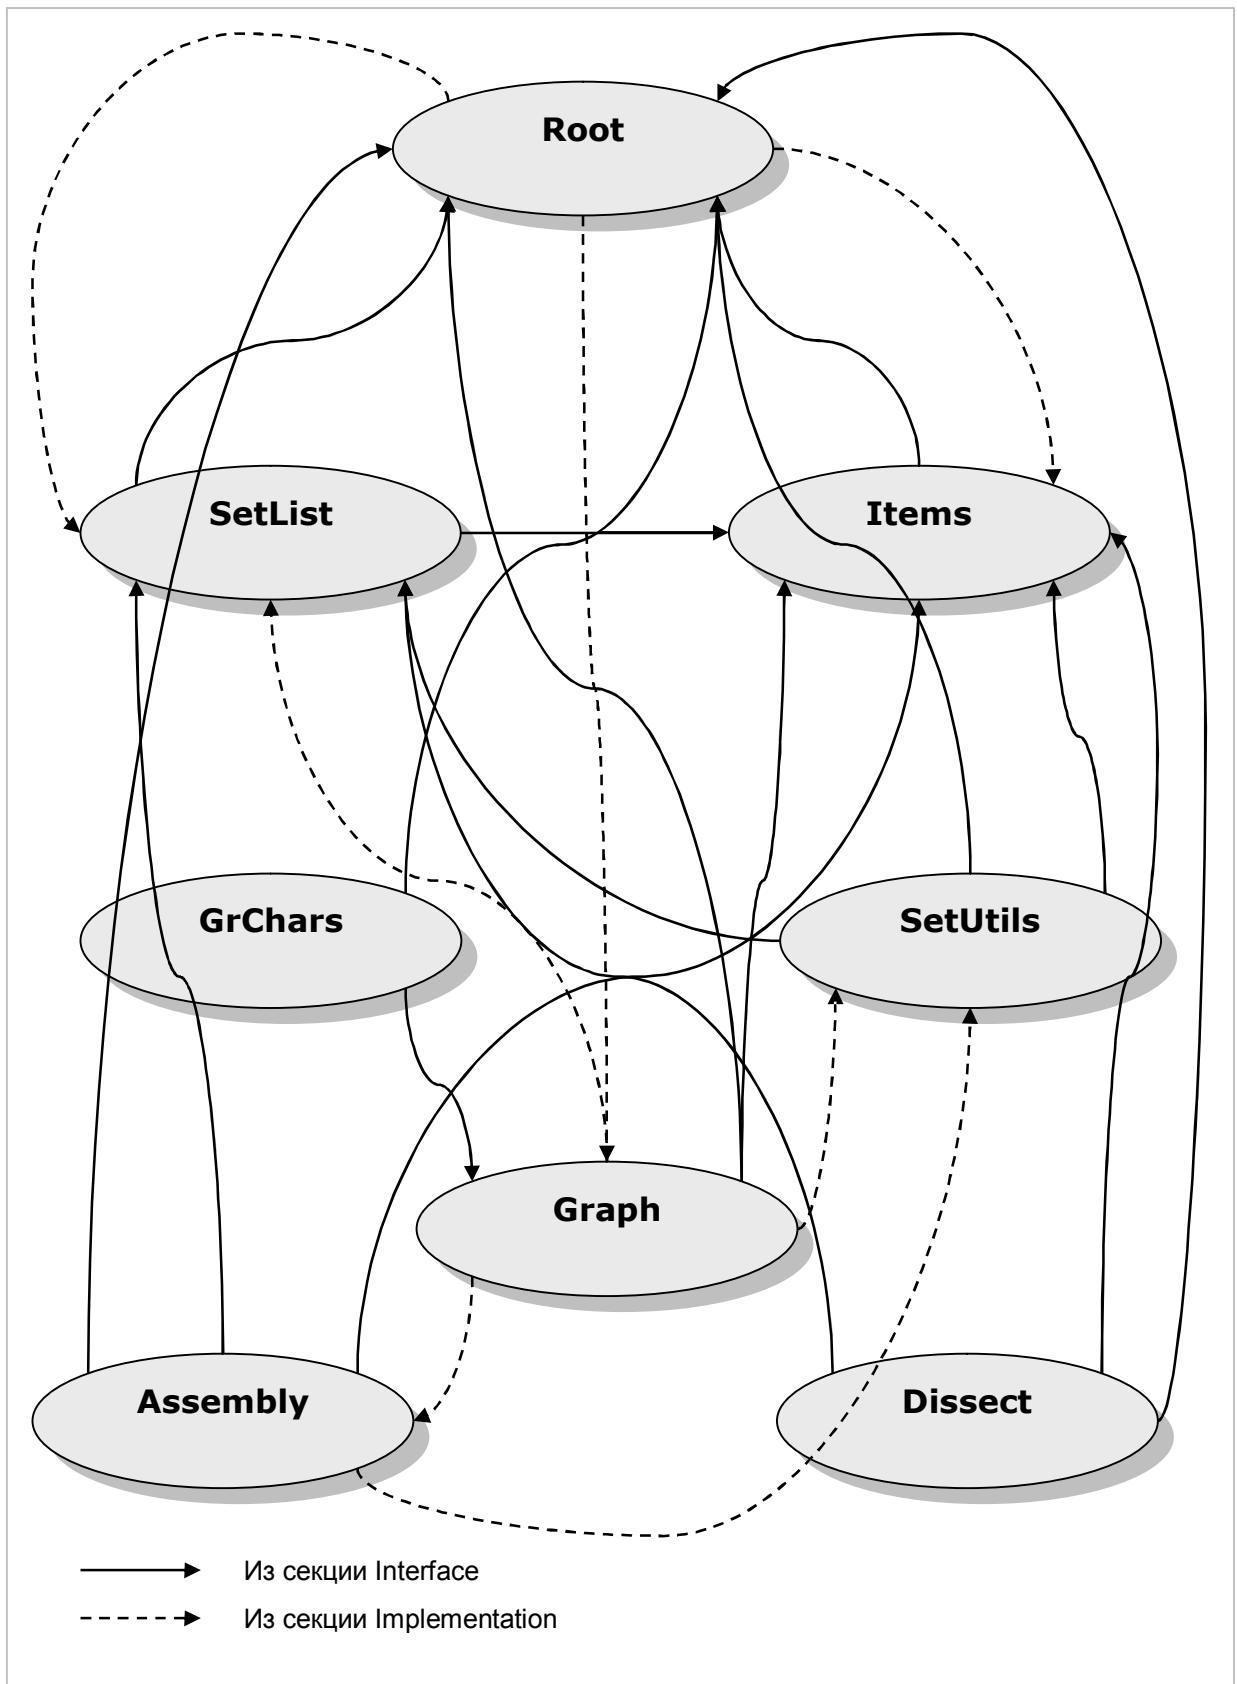 Root
SetList
Items
GrChars
SetUtils
Graph
Assembly
Dissect
Из секции Interface
Из секции Implementation